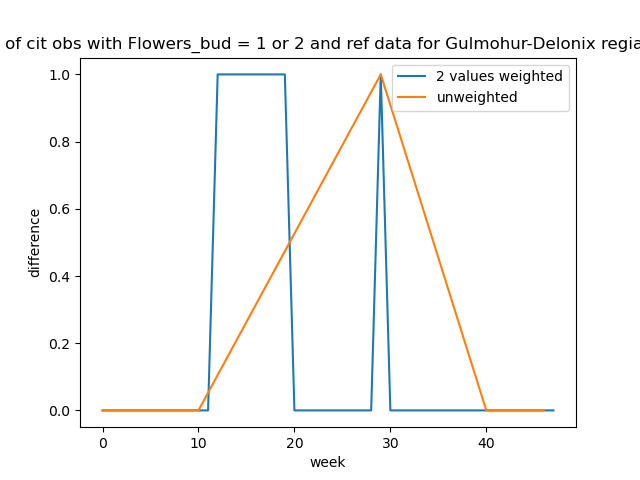 of cit obs with Flowers_bud = 1 or 2 and ref data for Gulmohur-Delonix regia
2 values weighted
unweighted
1.0
0.8
0.6
0.4
0.2
0.0
difference
0 10 20 30 40
week